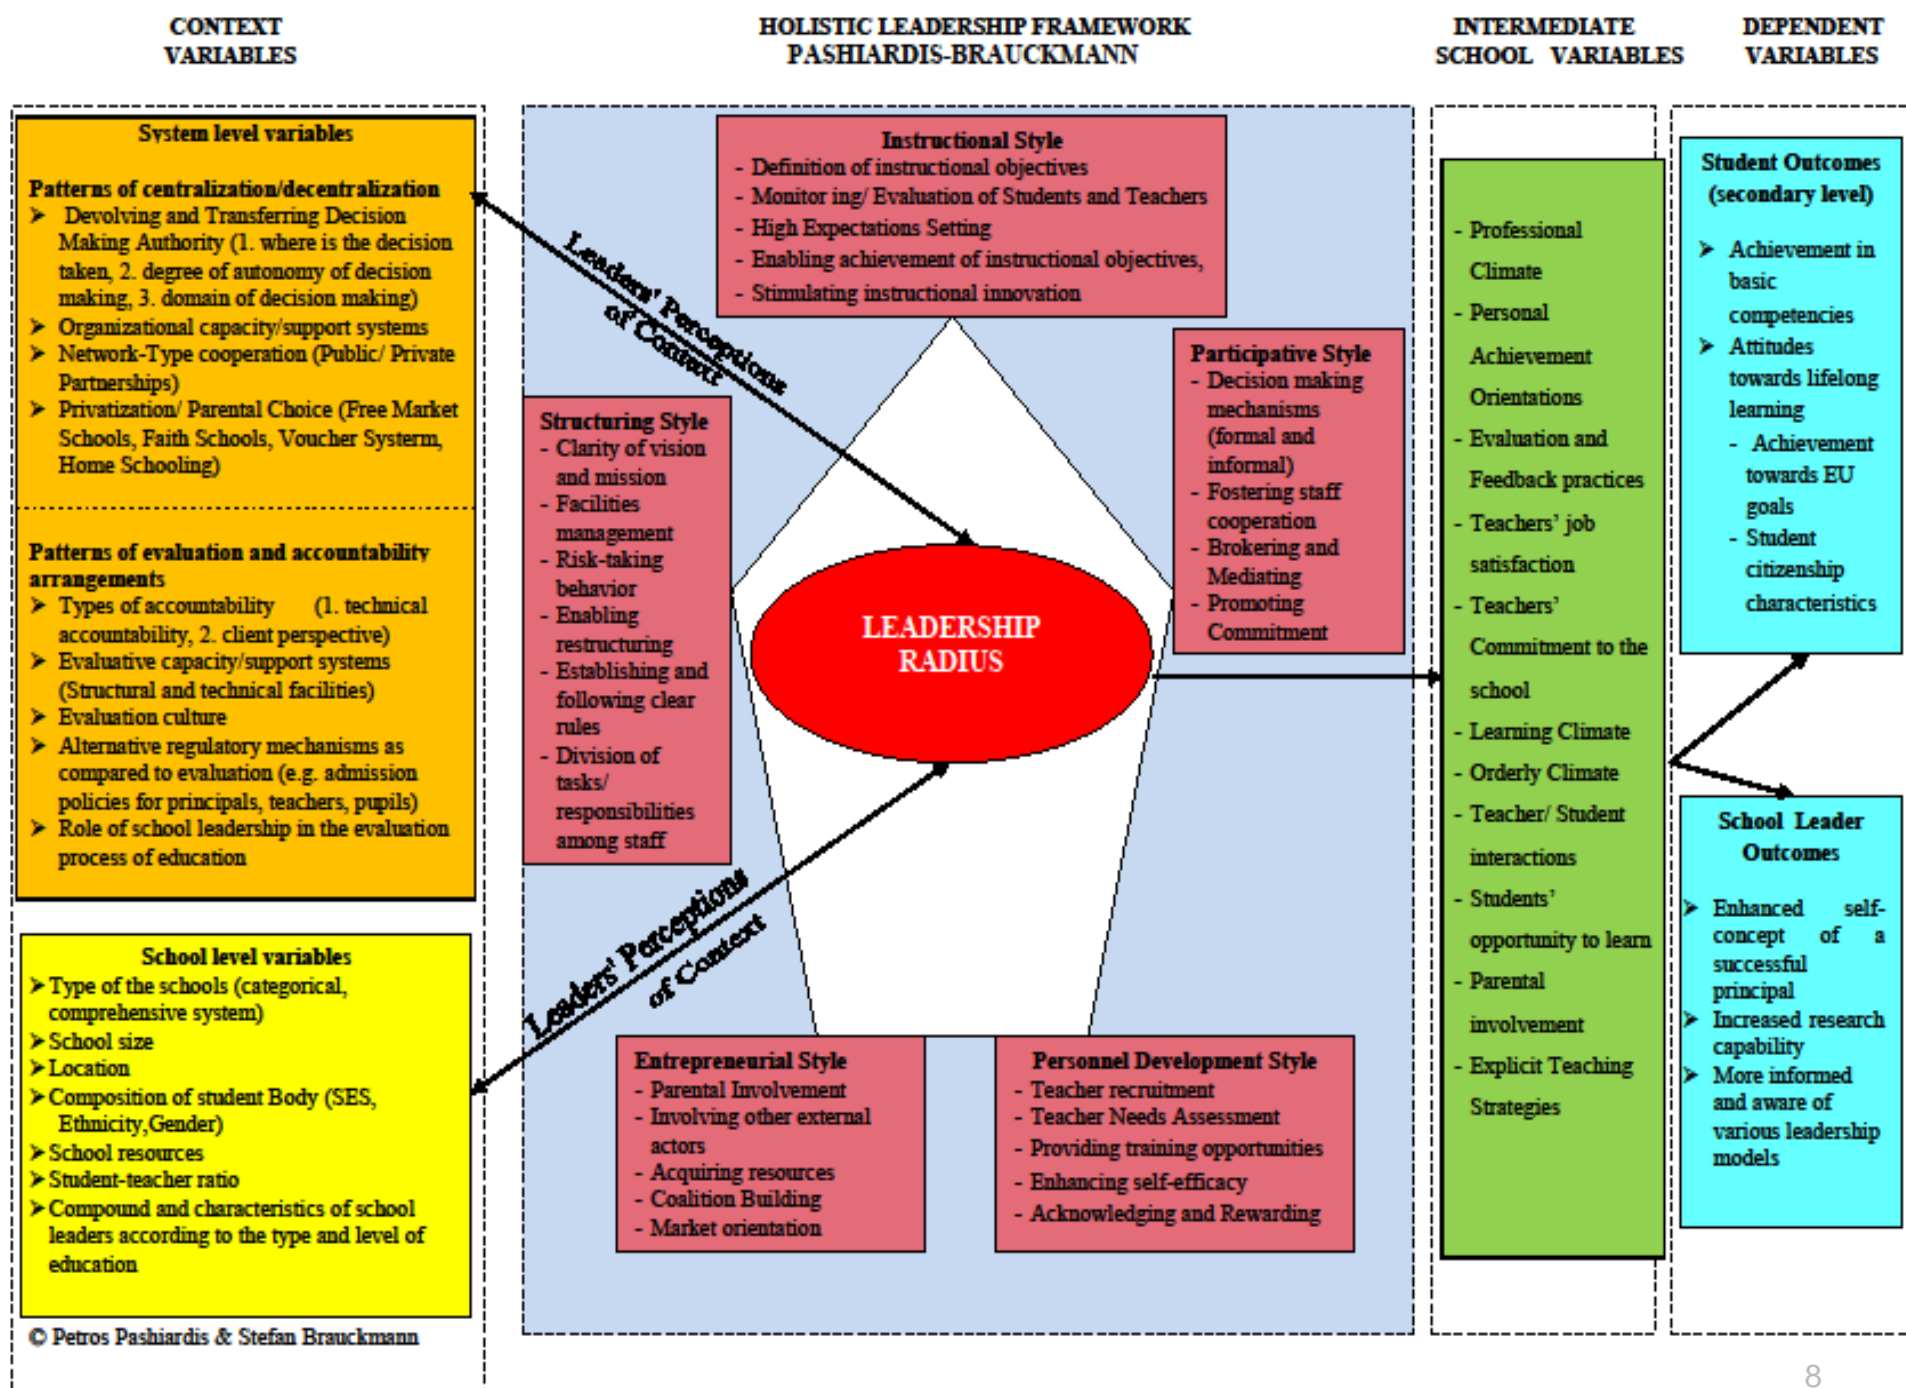 CONTEXT
VARIABLES
HOLISTIC LEADERSHIP FRAMEWORK
PASHIARDIS-BRAUCKMANN
INTERMEDIATE
SCHOOL VARIABLES
DEPENDENT
VARIABLES
System level variables
Patterns of centralization/decentralization
➢ Devolving and Transferring Decision
Making Authority (1. where is the decision
taken, 2. degree of autonomy of decision
making, 3. domain of decision making)
➢ Organizational capacity/support systems
➢ Network-Type cooperation (Public/ Private
Partnerships)
➢ Privatization/ Parental Choice (Free Market
Schools, Faith Schools, Voucher Systerm,
Home Schooling)
Patterns of evaluation and accountability
arrangements
➢ Types of accountability (1. technical
accountability, 2. client perspective)
➢ Evaluative capacity/support systems
(Structural and technical facilities)
➢ Evaluation culture
➢ Alternative regulatory mechanisms as
compared to evaluation (e.g. admission
policies for principals, teachers, pupils)
➢ Role of school leadership in the evaluation
process of education
School level variables
➢ Type of the schools (categorical,
comprehensive system)
➢ School size
➢ Location
➢ Composition of student Body (SES,
Ethnicity,Gender)
➢ School resources
➢ Student-teacher ratio
➢ Compound and characteristics of school
leaders according to the type and level of
education
© Petros Pashiardis & Stefan Brauckmann
Leaders' Perceptions
of Context
Leaders' Perceptions
of Context
Instructional Style
- Definition of instructional objectives
- Monitor ing/ Evaluation of Students and Teachers
- High Expectations Setting
- Enabling achievement of instructional objectives,
- Stimulating instructional innovation
Structuring Style
- Clarity of vision
and mission
- Facilities
management
- Risk-taking
behavior
- Enabling
restructuring
- Establishing and
following clear
rules
- Division of
tasks/
responsibilities
among staff
LEADERSHIP
RADIUS
Participative Style
- Decision making
mechanisms
(formal and
informal)
- Fostering staff
cooperation
- Brokering and
Mediating
- Promoting
Commitment
Entrepreneurial Style
- Parental Involvement
- Involving other external
actors
- Acquiring resources
- Coalition Building
- Market orientation
Personnel Development Style
- Teacher recruitment
- Teacher Needs Assessment
- Providing training opportunities
- Enhancing self-efficacy
- Acknowledging and Rewarding
- Professional
Climate
- Personal
Achievement
Orientations
- Evaluation and
Feedback practices
- Teachers’ job
satisfaction
- Teachers’
Commitment to the
school
- Learning Climate
- Orderly Climate
- Teacher/ Student
interactions
- Students’
opportunity to learn
- Parental
involvement
- Explicit Teaching
Strategies
Student Outcomes
(secondary level)
➢ Achievement in
basic
competencies
➢ Attitudes
towards lifelong
learning
- Achievement
towards EU
goals
- Student
citizenship
characteristics
School Leader
Outcomes
➢ Enhanced self-
concept of a
successful
principal
➢ Increased research
capability
➢ More informed
and aware of
various leadership
models
8